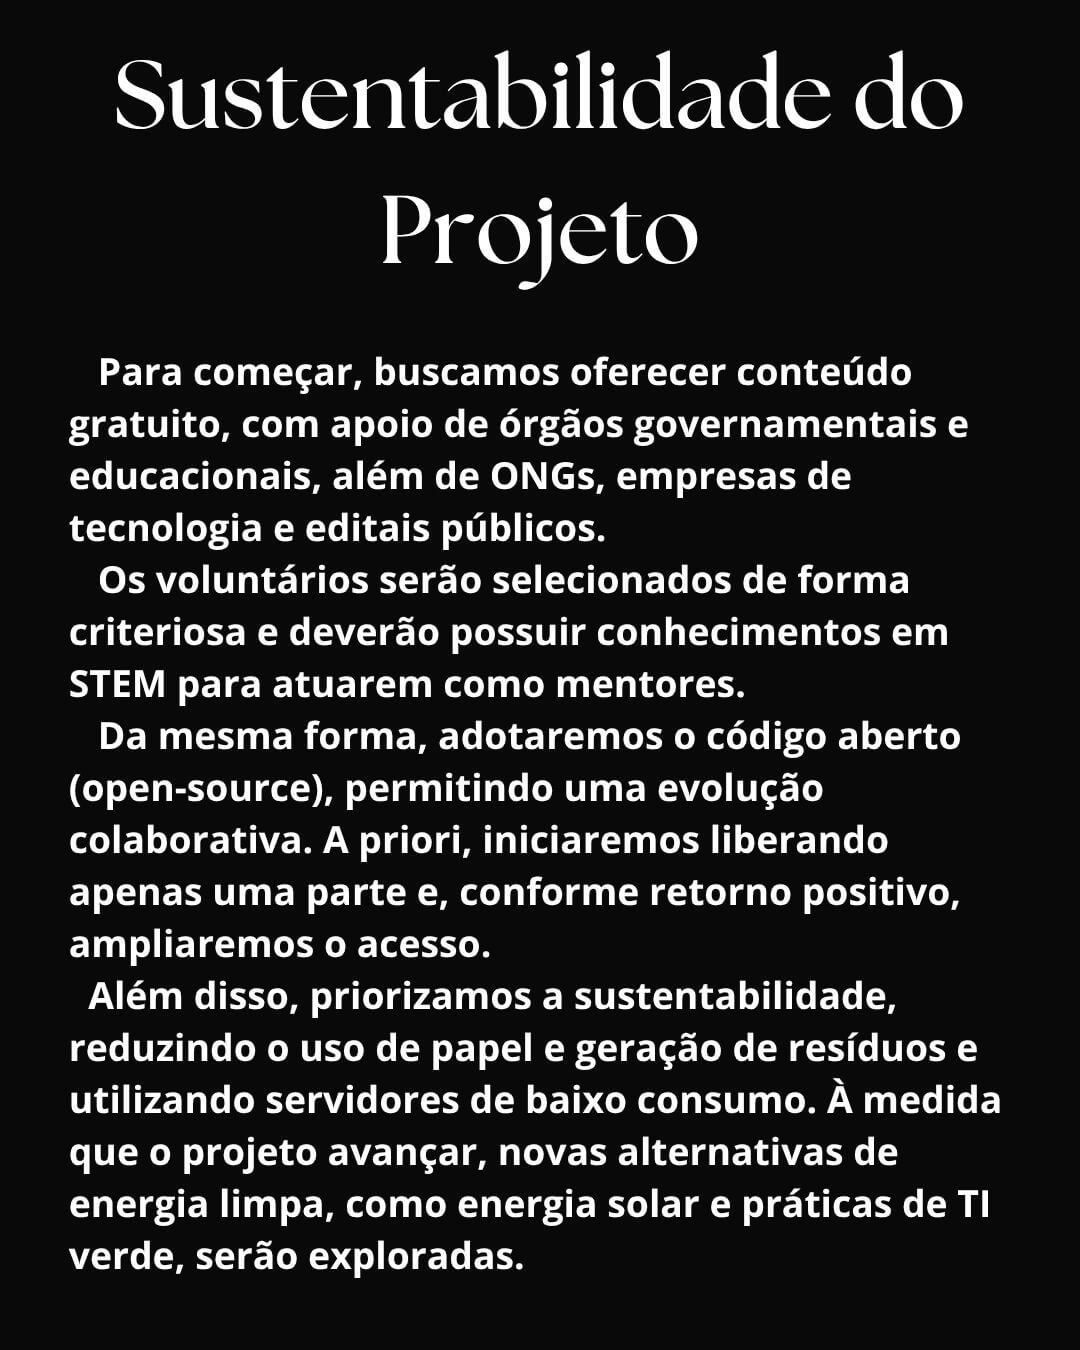 Sustentabilidade do
Projeto
Para começar, buscamos oferecer conteúdo
gratuito, com apoio de órgãos governamentais e
educacionais, além de ONGs, empresas de
tecnologia e editais públicos.
Os voluntários serão selecionados de forma
criteriosa e deverão possuir conhecimentos em
STEM para atuarem como mentores.
Da mesma forma, adotaremos o código aberto
(open-source), permitindo uma evolução
colaborativa. A priori, iniciaremos liberando
apenas uma parte e, conforme retorno positivo,
ampliaremos o acesso.
Além disso, priorizamos a sustentabilidade,
reduzindo o uso de papel e geração de resíduos e
utilizando servidores de baixo consumo. À medida
que o projeto avançar, novas alternativas de
energia limpa, como energia solar e práticas de TI
verde, serão exploradas.